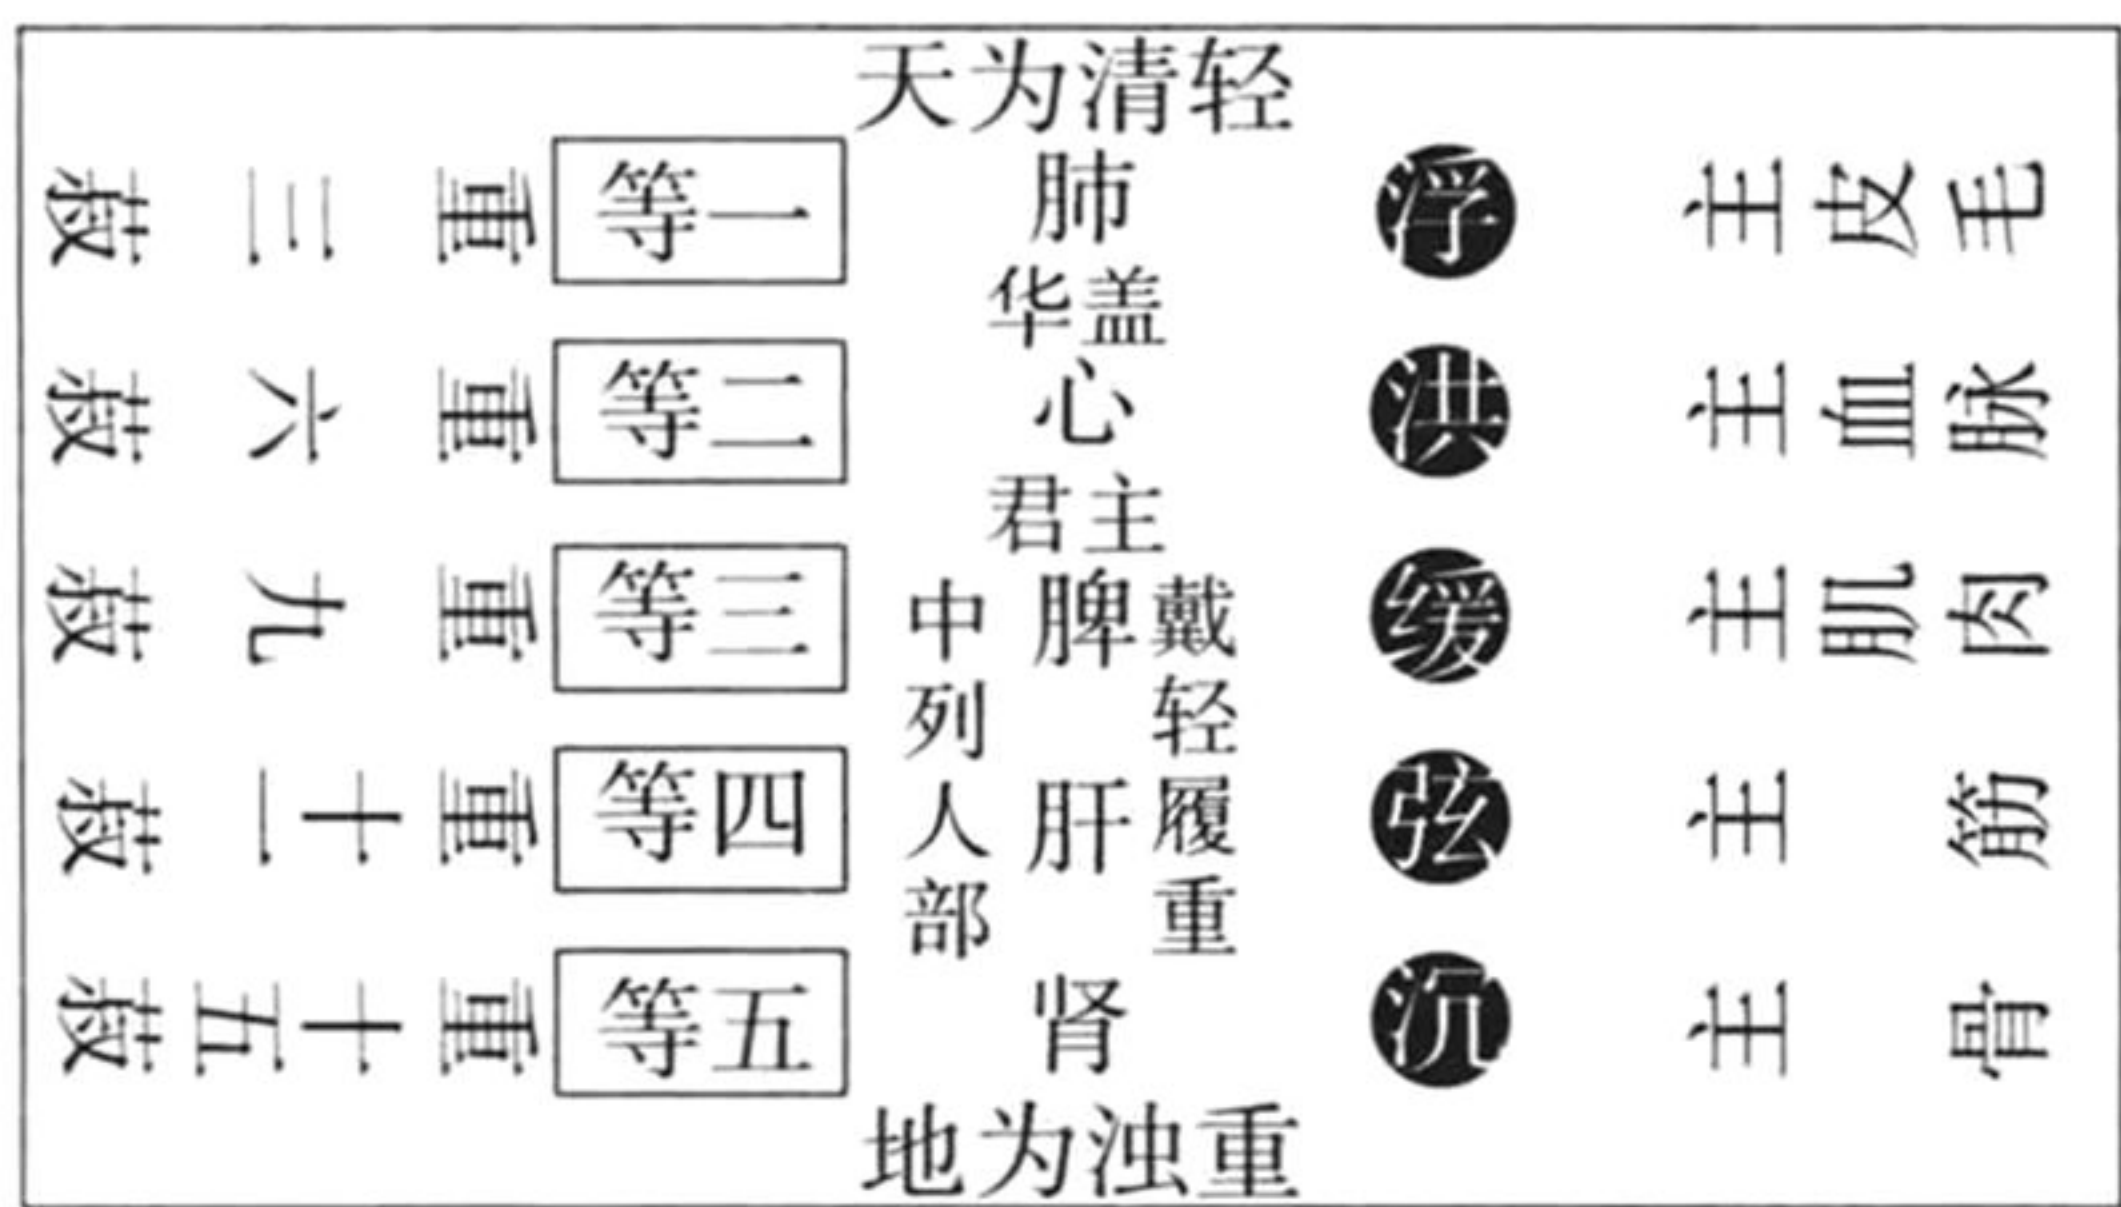 天为清轻
重三菽
等一
肺
华盖
浮
主皮毛
重六菽
等二
心
君主
洪
主血脉
重九菽
等三
脾
缓
主肌肉
中列人部
戴轻履重
重十一菽
等四
肝
弦
主筋
重十五菽
等五
肾
沉
主骨
地为浊重